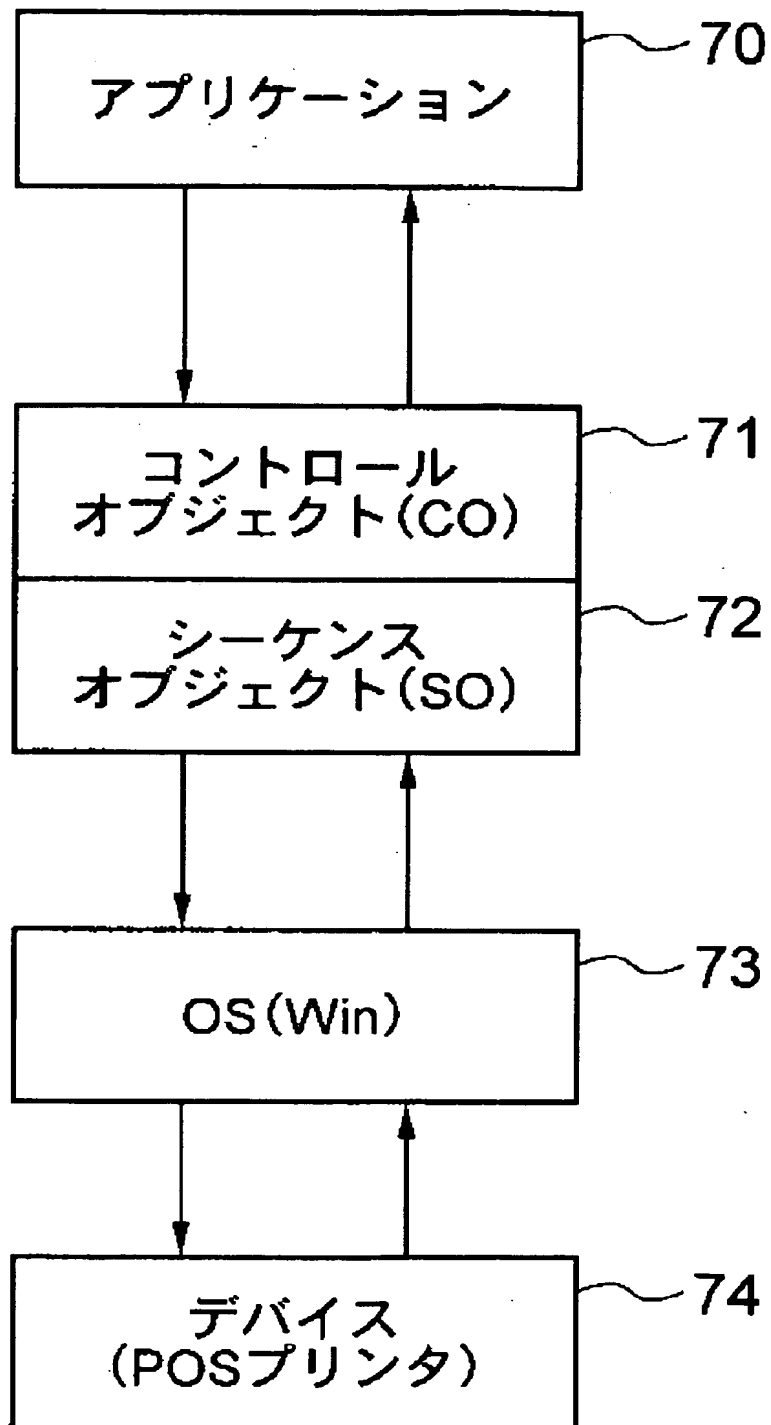 アプリケーション
70
コントロール
オブジェクト(CO)
71
シーケンス
オブジェクト(SO)
72
OS(Win)
73
デバイス
(POSプリンタ)
74